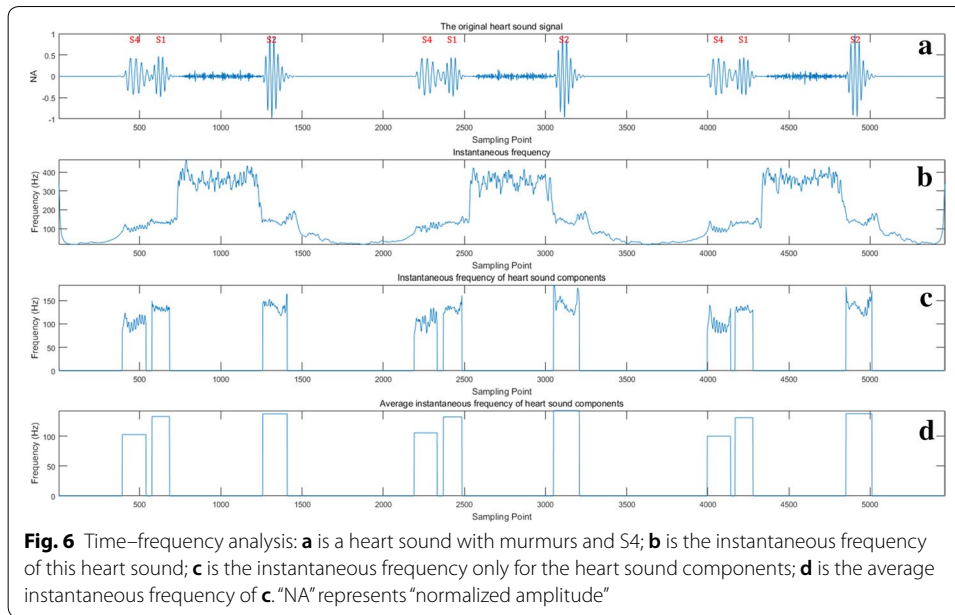 The original heart sound signal
S4 S1 S2 S4 S1 S2 S4 S1 S2
a
NA
1
0.5
0
-0.5
-1
500 1000 1500 2000 2500 3000 3500 4000 4500 5000
Sampling Point
Instantaneous frequency
b
Frequency (Hz)
400
300
200
100
500 1000 1500 2000 2500 3000 3500 4000 4500 5000
Sampling Point
Instantaneous frequency of heart sound components
c
Frequency (Hz)
150
100
50
0
500 1000 1500 2000 2500 3000 3500 4000 4500 5000
Sampling Point
Average instantaneous frequency of heart sound components
d
Frequency (Hz)
100
50
0
500 1000 1500 2000 2500 3000 3500 4000 4500 5000
Sampling Point
Fig. 6 Time–frequency analysis: a is a heart sound with murmurs and S4; b is the instantaneous frequency
of this heart sound; c is the instantaneous frequency only for the heart sound components; d is the average
instantaneous frequency of c. “NA” represents “normalized amplitude”